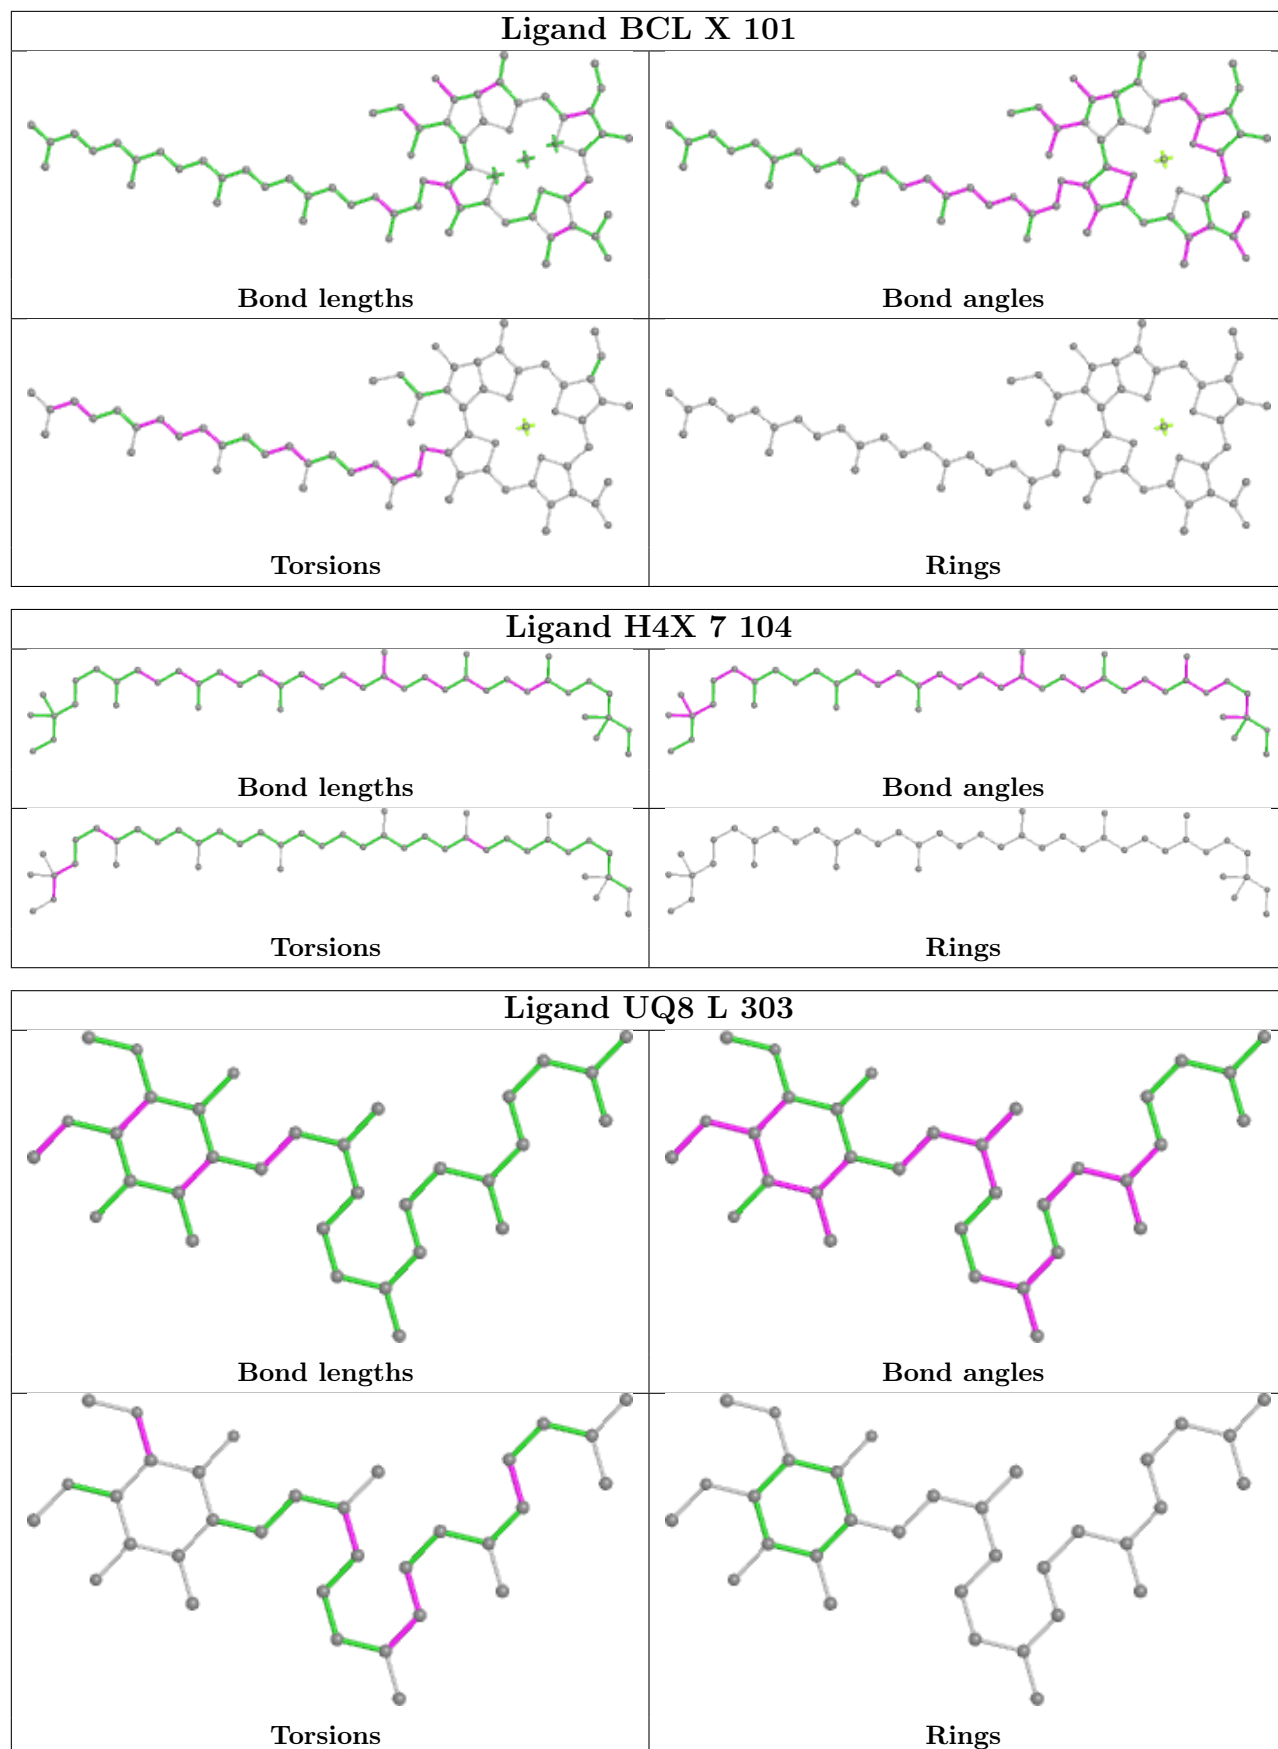 Ligand BCL X 101
Bond lengths
Bond angles
Torsions
Rings
Ligand H4X 7 104
Bond lengths
Bond angles
Torsions
Rings
Ligand UQ8 L 303
Bond lengths
Bond angles
Torsions
Rings